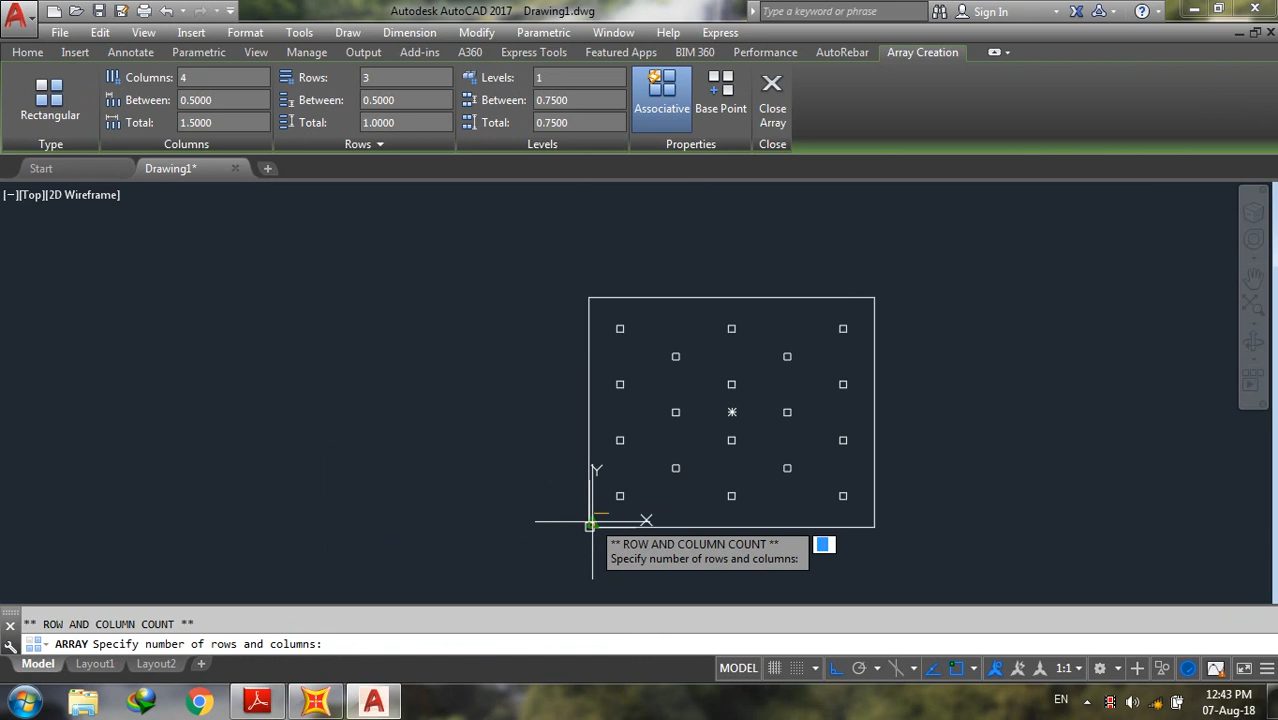 Autodesk AutoCAD 2017 Drawing1.dwg
Type a keyword or phrase
Sign In
File Edit View Insert Format Tools Draw Dimension Modify Parametric Window Help Express
Home Insert Annotate Parametric View Manage Output Add-ins A360 Express Tools Featured Apps BIM 360 Performance AutoRebar Array Creation
Columns: 4 Rows: 3 Levels: 1
Between: 0.5000 Between: 0.5000 Between: 0.7500
Total: 1.5000 Total: 1.0000 Total: 0.7500
Rectangular
Associative
Base Point
Close
Array
Type Columns Rows Levels Properties Close
Start Drawing1*
[−][Top][2D Wireframe]
Y
X
** ROW AND COLUMN COUNT **
Specify number of rows and columns:
** ROW AND COLUMN COUNT **
ARRAY Specify number of rows and columns:
Model Layout1 Layout2
MODEL 1:1
EN
12:43 PM
07-Aug-18